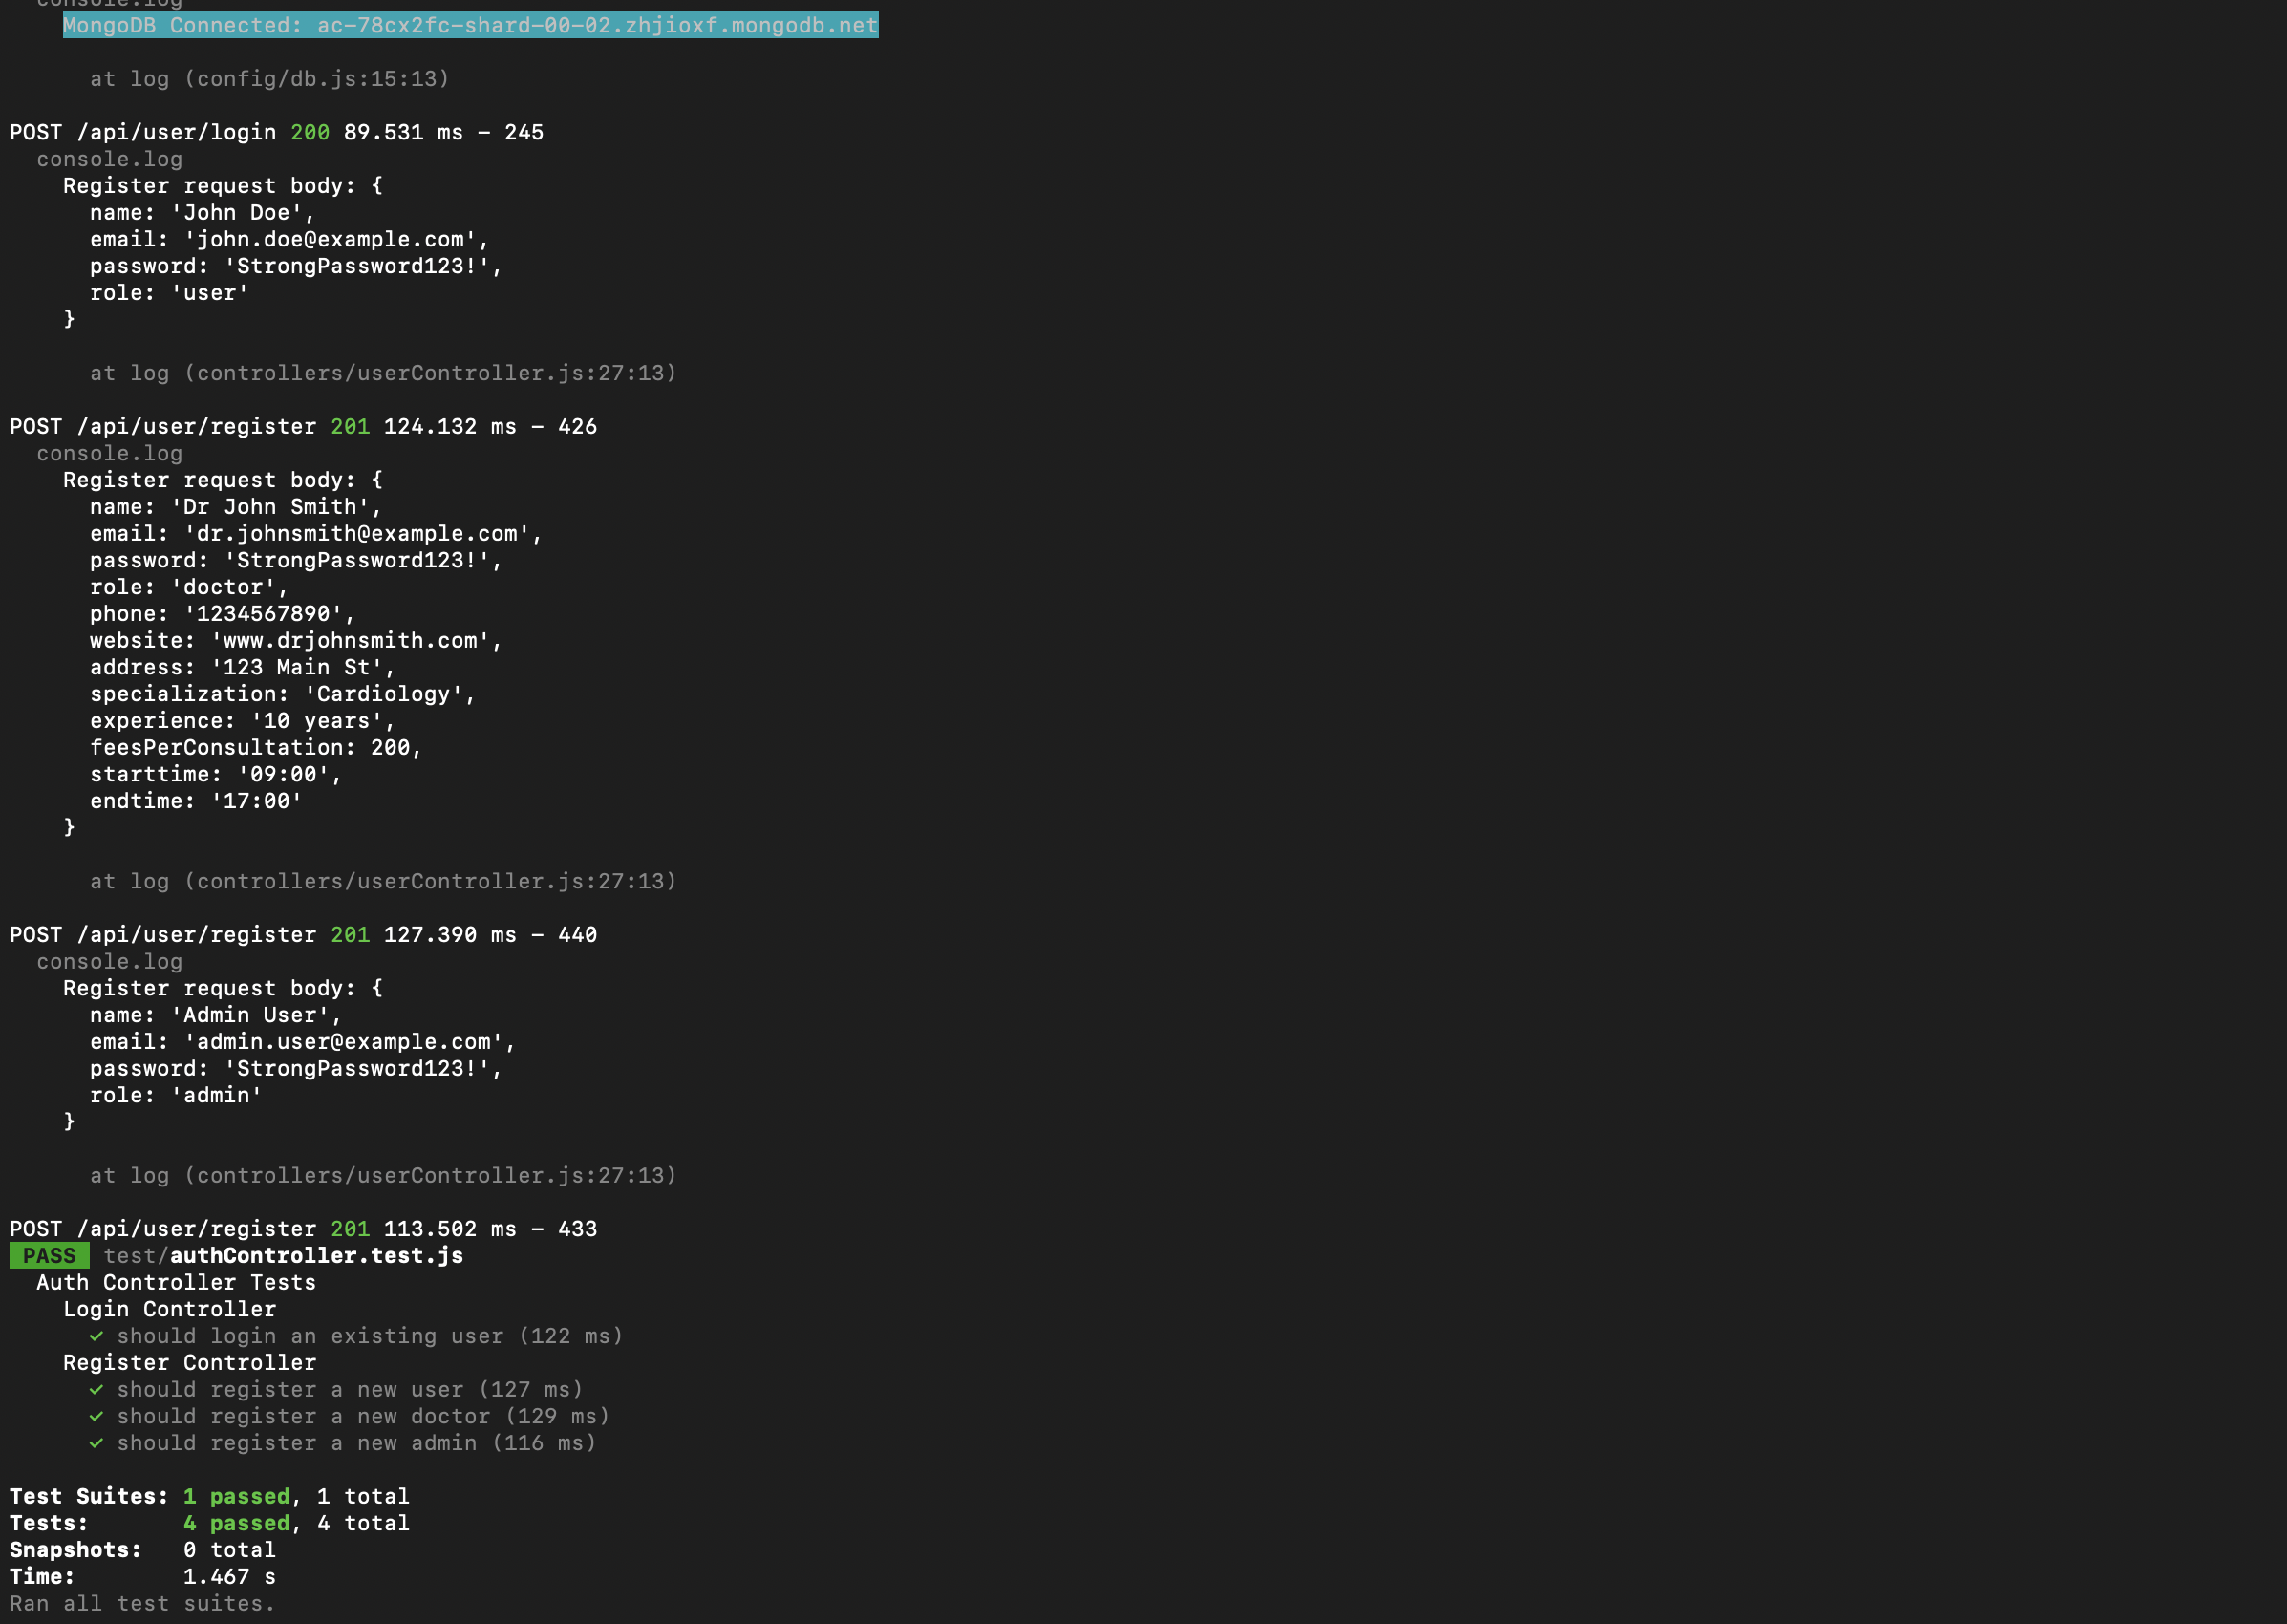 console.log
MongoDB Connected: ac-78cx2fc-shard-00-02.zhjioxf.mongodb.net
at log (config/db.js:15:13)
POST /api/user/login 200 89.531 ms - 245
console.log
Register request body: {
name: 'John Doe',
email: 'john.doe@example.com',
password: 'StrongPassword123!',
role: 'user'
}
at log (controllers/userController.js:27:13)
POST /api/user/register 201 124.132 ms - 426
console.log
Register request body: {
name: 'Dr John Smith',
email: 'dr.johnsmith@example.com',
password: 'StrongPassword123!',
role: 'doctor',
phone: '1234567890',
website: 'www.drjohnsmith.com',
address: '123 Main St',
specialization: 'Cardiology',
experience: '10 years',
feesPerConsultation: 200,
starttime: '09:00',
endtime: '17:00'
}
at log (controllers/userController.js:27:13)
POST /api/user/register 201 127.390 ms - 440
console.log
Register request body: {
name: 'Admin User',
email: 'admin.user@example.com',
password: 'StrongPassword123!',
role: 'admin'
}
at log (controllers/userController.js:27:13)
POST /api/user/register 201 113.502 ms - 433
PASS test/authController.test.js
Auth Controller Tests
Login Controller
✓ should login an existing user (122 ms)
Register Controller
✓ should register a new user (127 ms)
✓ should register a new doctor (129 ms)
✓ should register a new admin (116 ms)
Test Suites: 1 passed, 1 total
Tests: 4 passed, 4 total
Snapshots: 0 total
Time: 1.467 s
Ran all test suites.